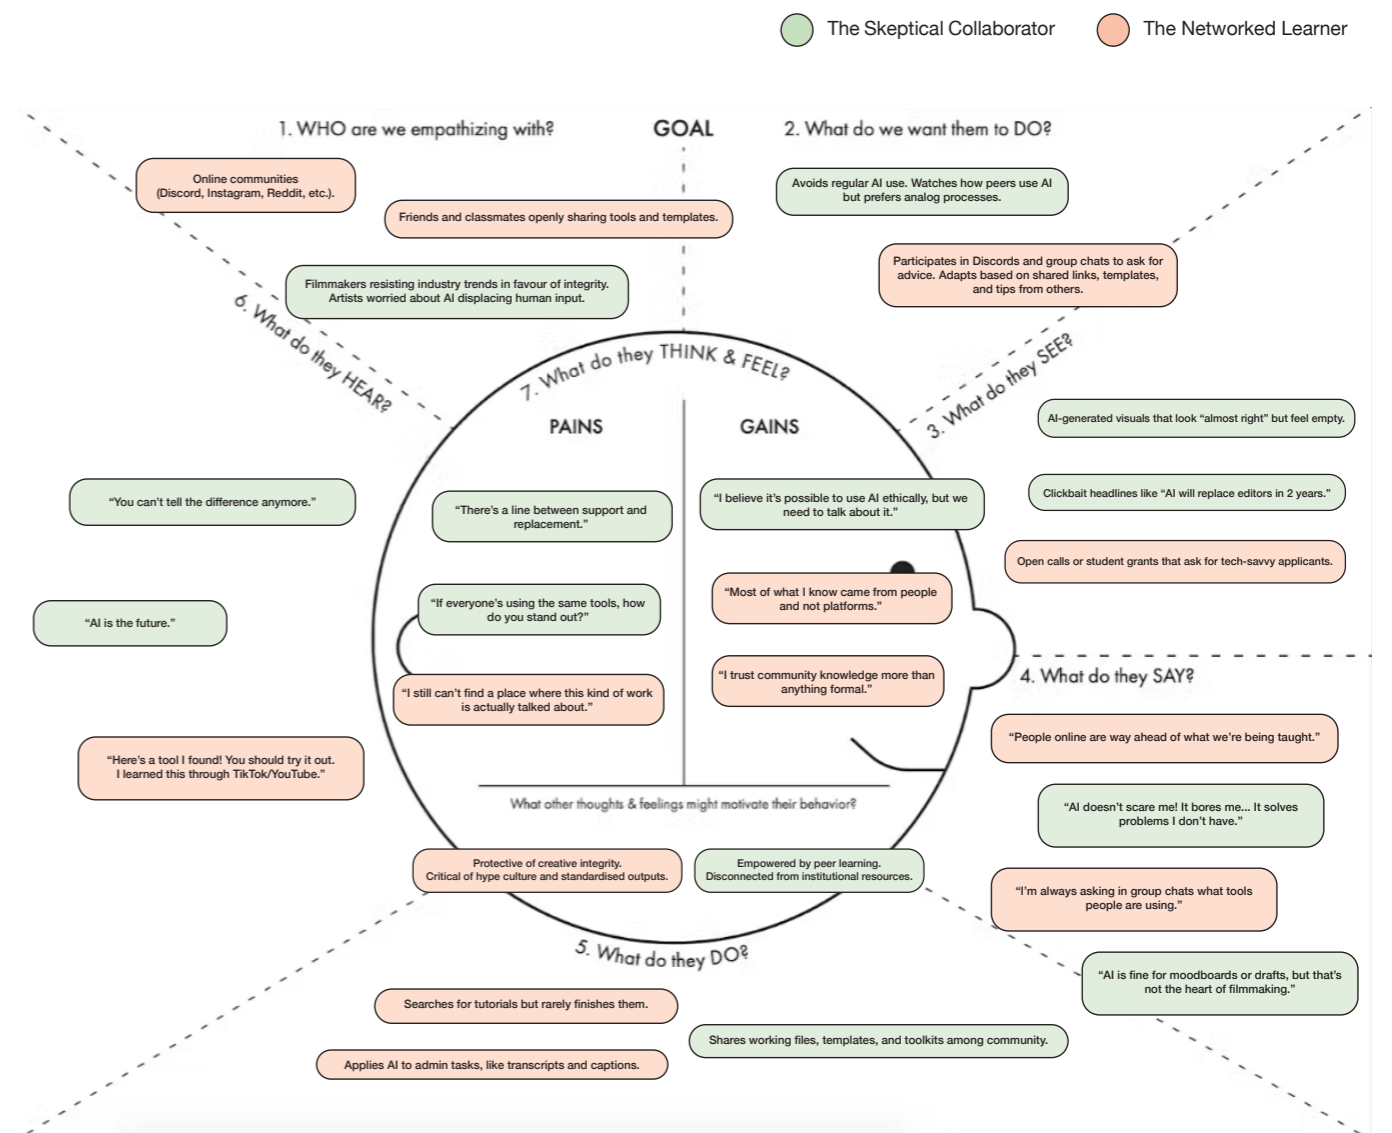 The Skeptical Collaborator
The Networked Learner
1. WHO are we empathizing with?
GOAL
2. What do we want them to DO?
Online communities
(Discord, Instagram, Reddit, etc.).
Friends and classmates openly sharing tools and templates.
Filmmakers resisting industry trends in favour of integrity.
Artists worried about AI displacing human input.
Avoids regular AI use. Watches how peers use AI
but prefers analog processes.
Participates in Discords and group chats to ask for
advice. Adapts based on shared links, templates,
and tips from others.
3. What do they SEE?
AI-generated visuals that look “almost right” but feel empty.
Clickbait headlines like “AI will replace editors in 2 years.”
Open calls or student grants that ask for tech-savvy applicants.
4. What do they SAY?
“People online are way ahead of what we’re being taught.”
“AI doesn’t scare me! It bores me... It solves
problems I don’t have.”
“I’m always asking in group chats what tools
people are using.”
“AI is fine for moodboards or drafts, but that’s
not the heart of filmmaking.”
5. What do they DO?
Searches for tutorials but rarely finishes them.
Shares working files, templates, and toolkits among community.
Applies AI to admin tasks, like transcripts and captions.
6. What do they HEAR?
“You can’t tell the difference anymore.”
“AI is the future.”
“Here’s a tool I found! You should try it out.
I learned this through TikTok/YouTube.”
7. What do they THINK & FEEL?
PAINS
“There’s a line between support and
replacement.”
“If everyone’s using the same tools, how
do you stand out?”
“I still can’t find a place where this kind of work
is actually talked about.”
GAINS
“I believe it’s possible to use AI ethically, but we
need to talk about it.”
“Most of what I know came from people
and not platforms.”
“I trust community knowledge more than
anything formal.”
What other thoughts & feelings might motivate their behavior?
Protective of creative integrity.
Critical of hype culture and standardised outputs.
Empowered by peer learning.
Disconnected from institutional resources.